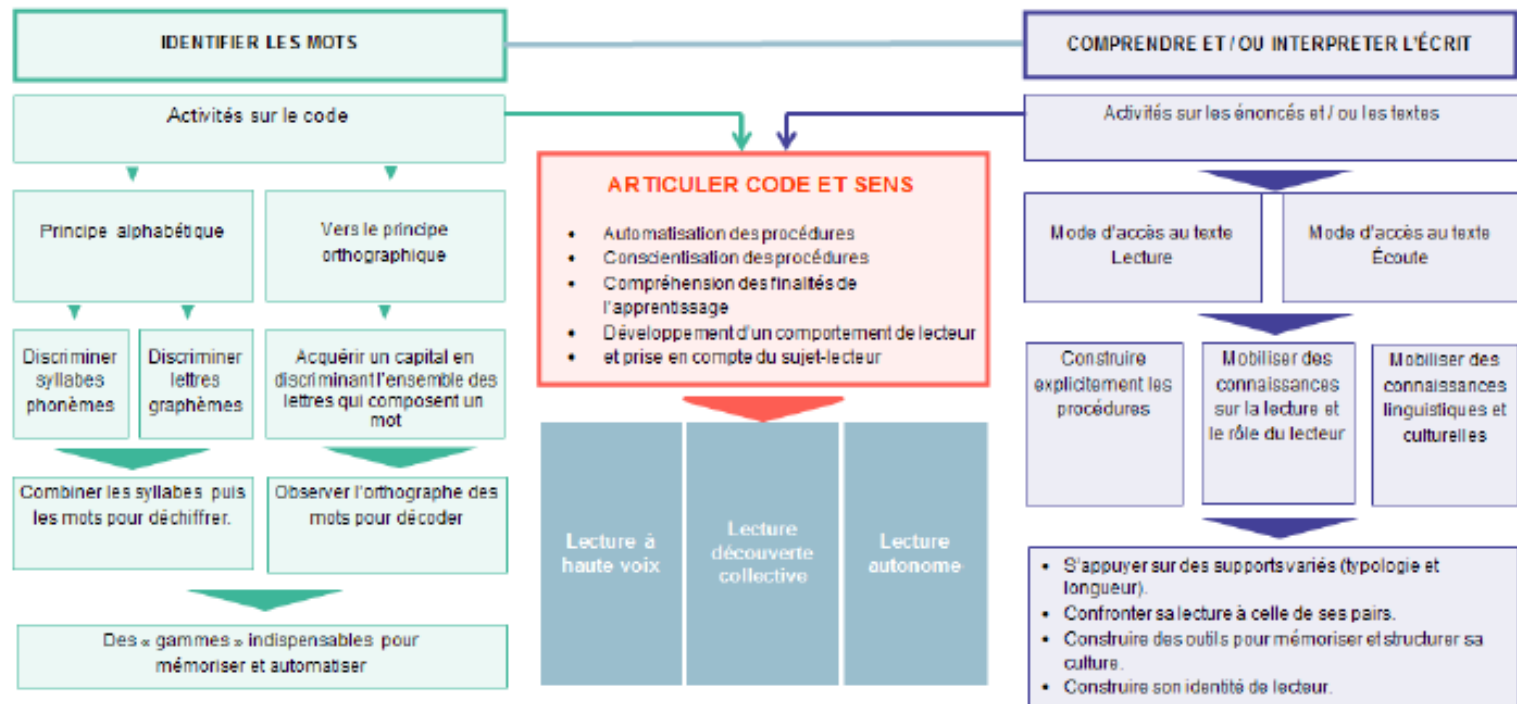 IDENTIFIER LES MOTS
Activités sur le code
Principe alphabétique
Vers le principe
orthographique
Discriminer
syllabes
phonèmes
Discriminer
lettres
graphèmes
Acquérir un capital en
discriminant l'ensemble des
lettres qui composent un
mot
Combiner les syllabes puis
les mots pour déchiffrer.
Observer l'orthographe des
mots pour décoder
Des « gammes » indispensables pour
mémoriser et automatiser
ARTICULER CODE ET SENS
• Automatisation des procédures
• Conscientisation des procédures
• Compréhension des finalités de
l'apprentissage
• Développement d'un comportement de lecteur
• et prise en compte du sujet-lecteur
Lecture à
haute voix
Lecture
découverte
collective
Lecture
autonome
COMPRENDRE ET / OU INTERPRETER L'ÉCRIT
Activités sur les énoncés et / ou les textes
Mode d'accès au texte
Lecture
Mode d'accès au texte
Écoute
Construire
explicitement les
procédures
Mobiliser des
connaissances
sur la lecture et
le rôle du lecteur
Mobiliser des
connaissances
linguistiques et
culturelles
• S'appuyer sur des supports variés (typologie et
longueur).
• Confronter sa lecture à celle de ses pairs.
• Construire des outils pour mémoriser et structurer sa
culture.
• Construire son identité de lecteur.